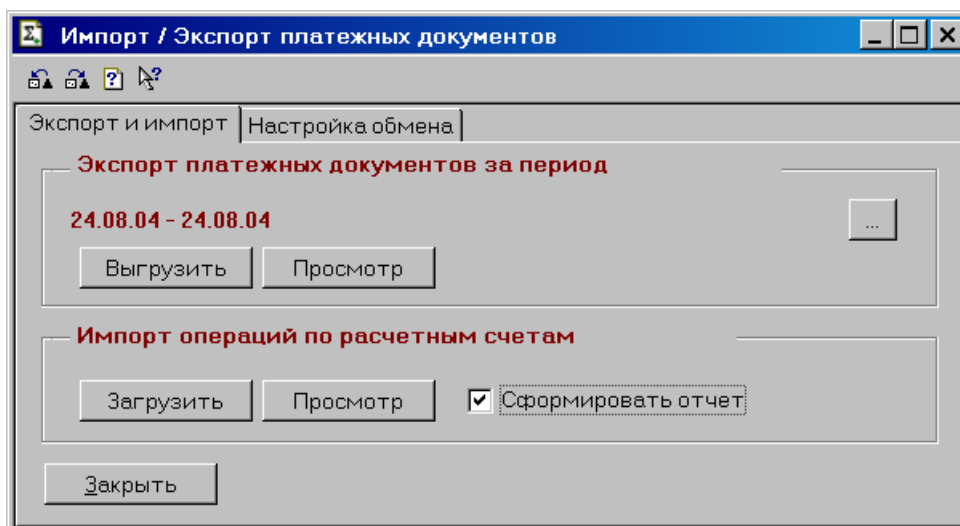 Импорт / Экспорт платежных документов
Экспорт и импорт Настройка обмена
Экспорт платежных документов за период
24.08.04 - 24.08.04 ...
Выгрузить Просмотр
Импорт операций по расчетным счетам
Загрузить Просмотр Сформировать отчет
Закрыть